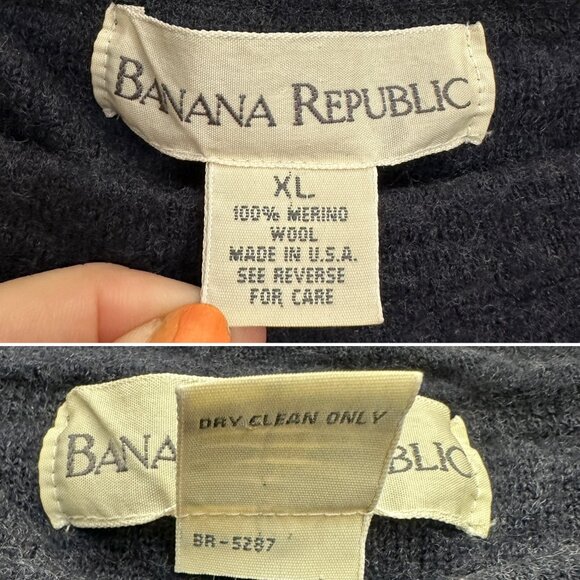 BANANA REPUBLIC
XL
100% MERINO
WOOL
MADE IN U.S.A.
SEE REVERSE
FOR CARE
BANA BLIC
DRY CLEAN ONLY
BR-5287